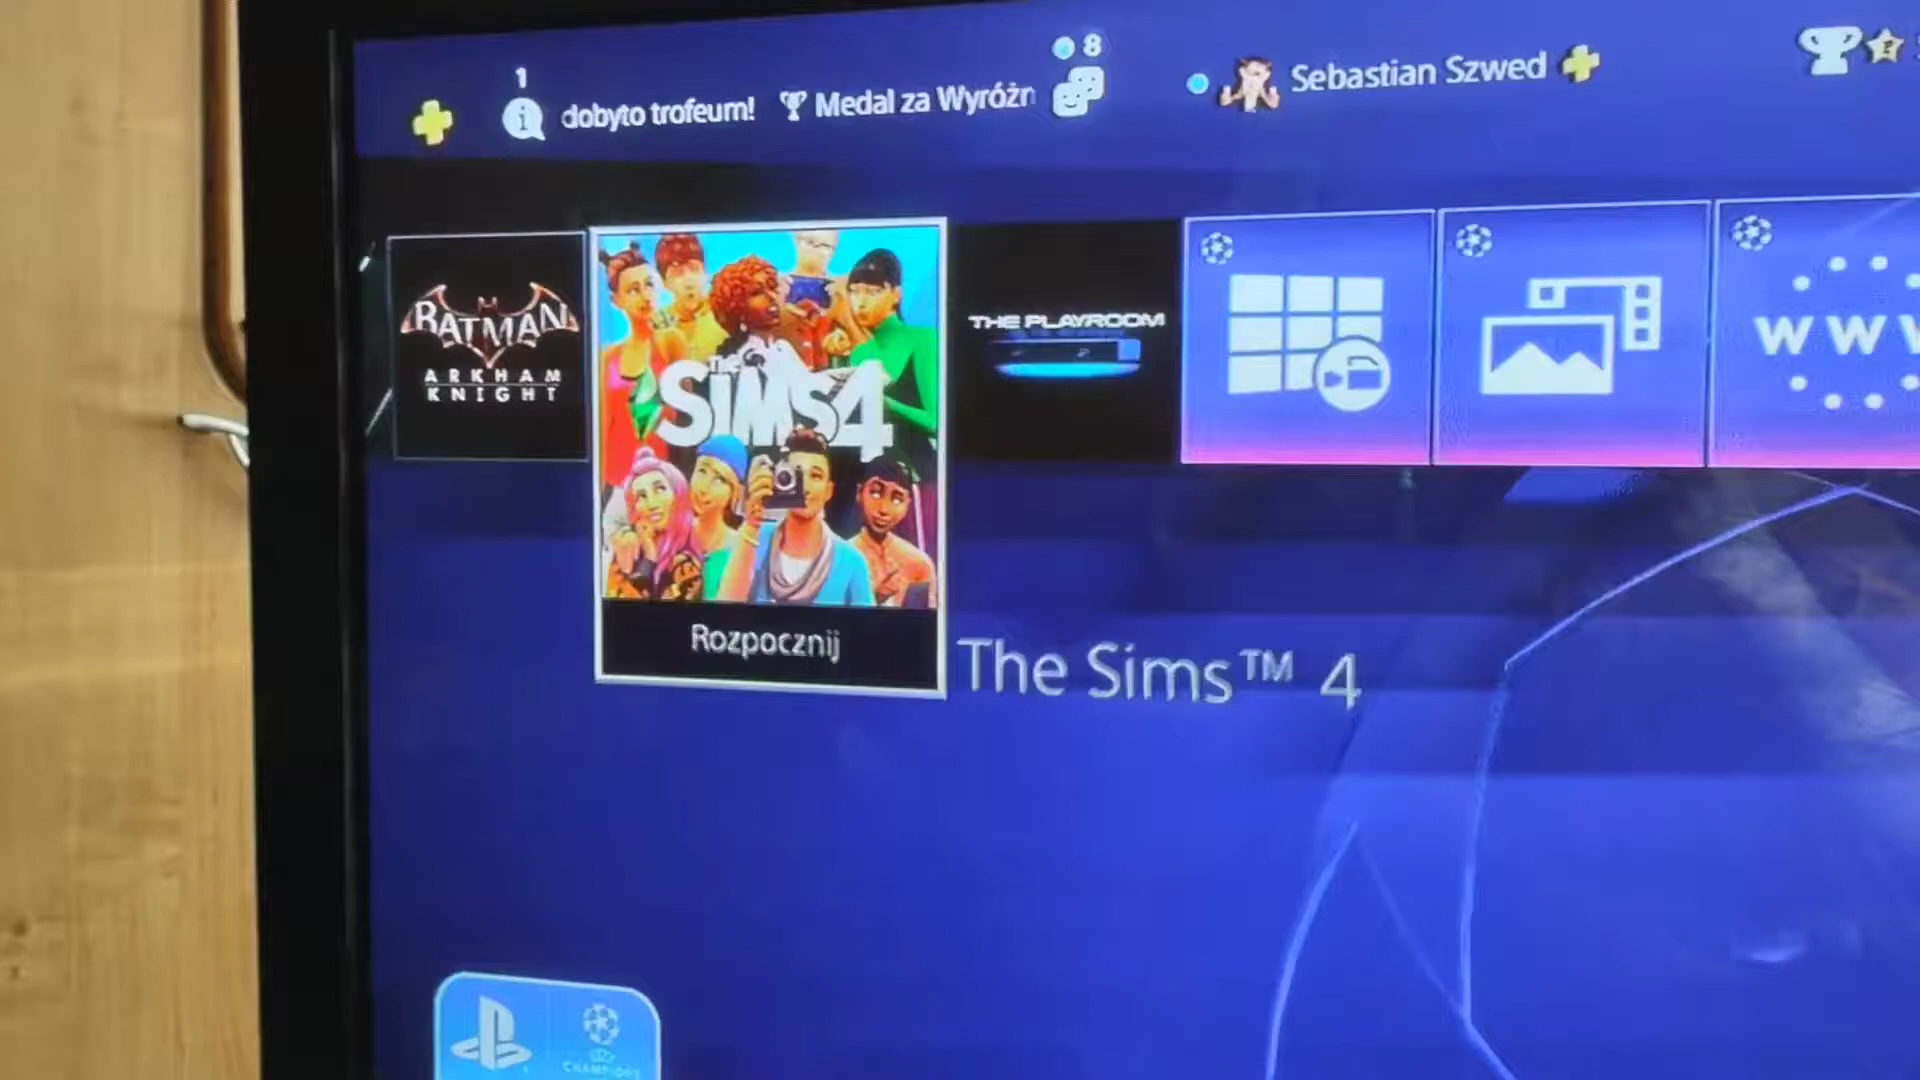 1
dobyto trofeum! Medal za Wyróżn
8
Sebastian Szwed
BATMAN
ARKHAM
KNIGHT
THE SIMS 4
THE PLAYROOM
WWW
Rozpocznij
The Sims™ 4
CHAMPIONS